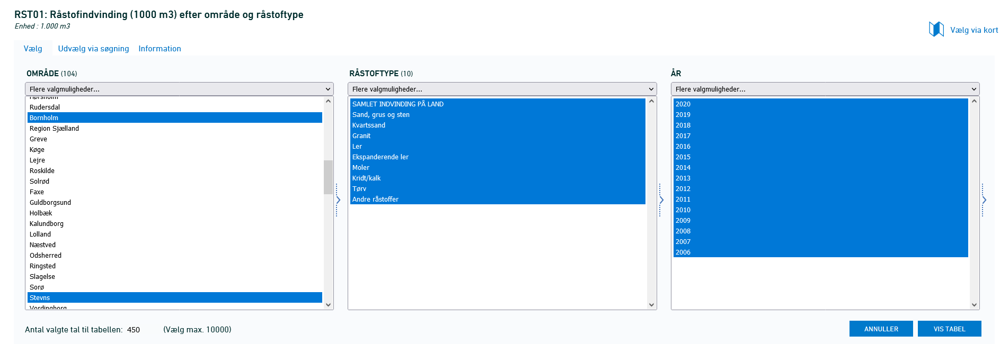 RST01: Råstofindvinding (1000 m3) efter område og råstoftype
Enhed : 1.000 m3
Vælg via kort
Vælg
Udvælg via søgning
Information
OMRÅDE (104)
Flere valgmuligheder...
Hørsholm
Rudersdal
Bornholm
Region Sjælland
Greve
Køge
Lejre
Roskilde
Solrød
Faxe
Guldborgsund
Holbæk
Kalundborg
Lolland
Næstved
Odsherred
Ringsted
Slagelse
Sorø
Stevns
Vordingborg
RÅSTOFTYPE (10)
Flere valgmuligheder...
SAMLET INDVINDING PÅ LAND
Sand, grus og sten
Kvartssand
Granit
Ler
Ekspanderende ler
Moler
Kridt/kalk
Tørv
Andre råstoffer
ÅR
Flere valgmuligheder...
2020
2019
2018
2017
2016
2015
2014
2013
2012
2011
2010
2009
2008
2007
2006
Antal valgte tal til tabellen: 450 (Vælg max. 10000)
ANNULLER
VIS TABEL